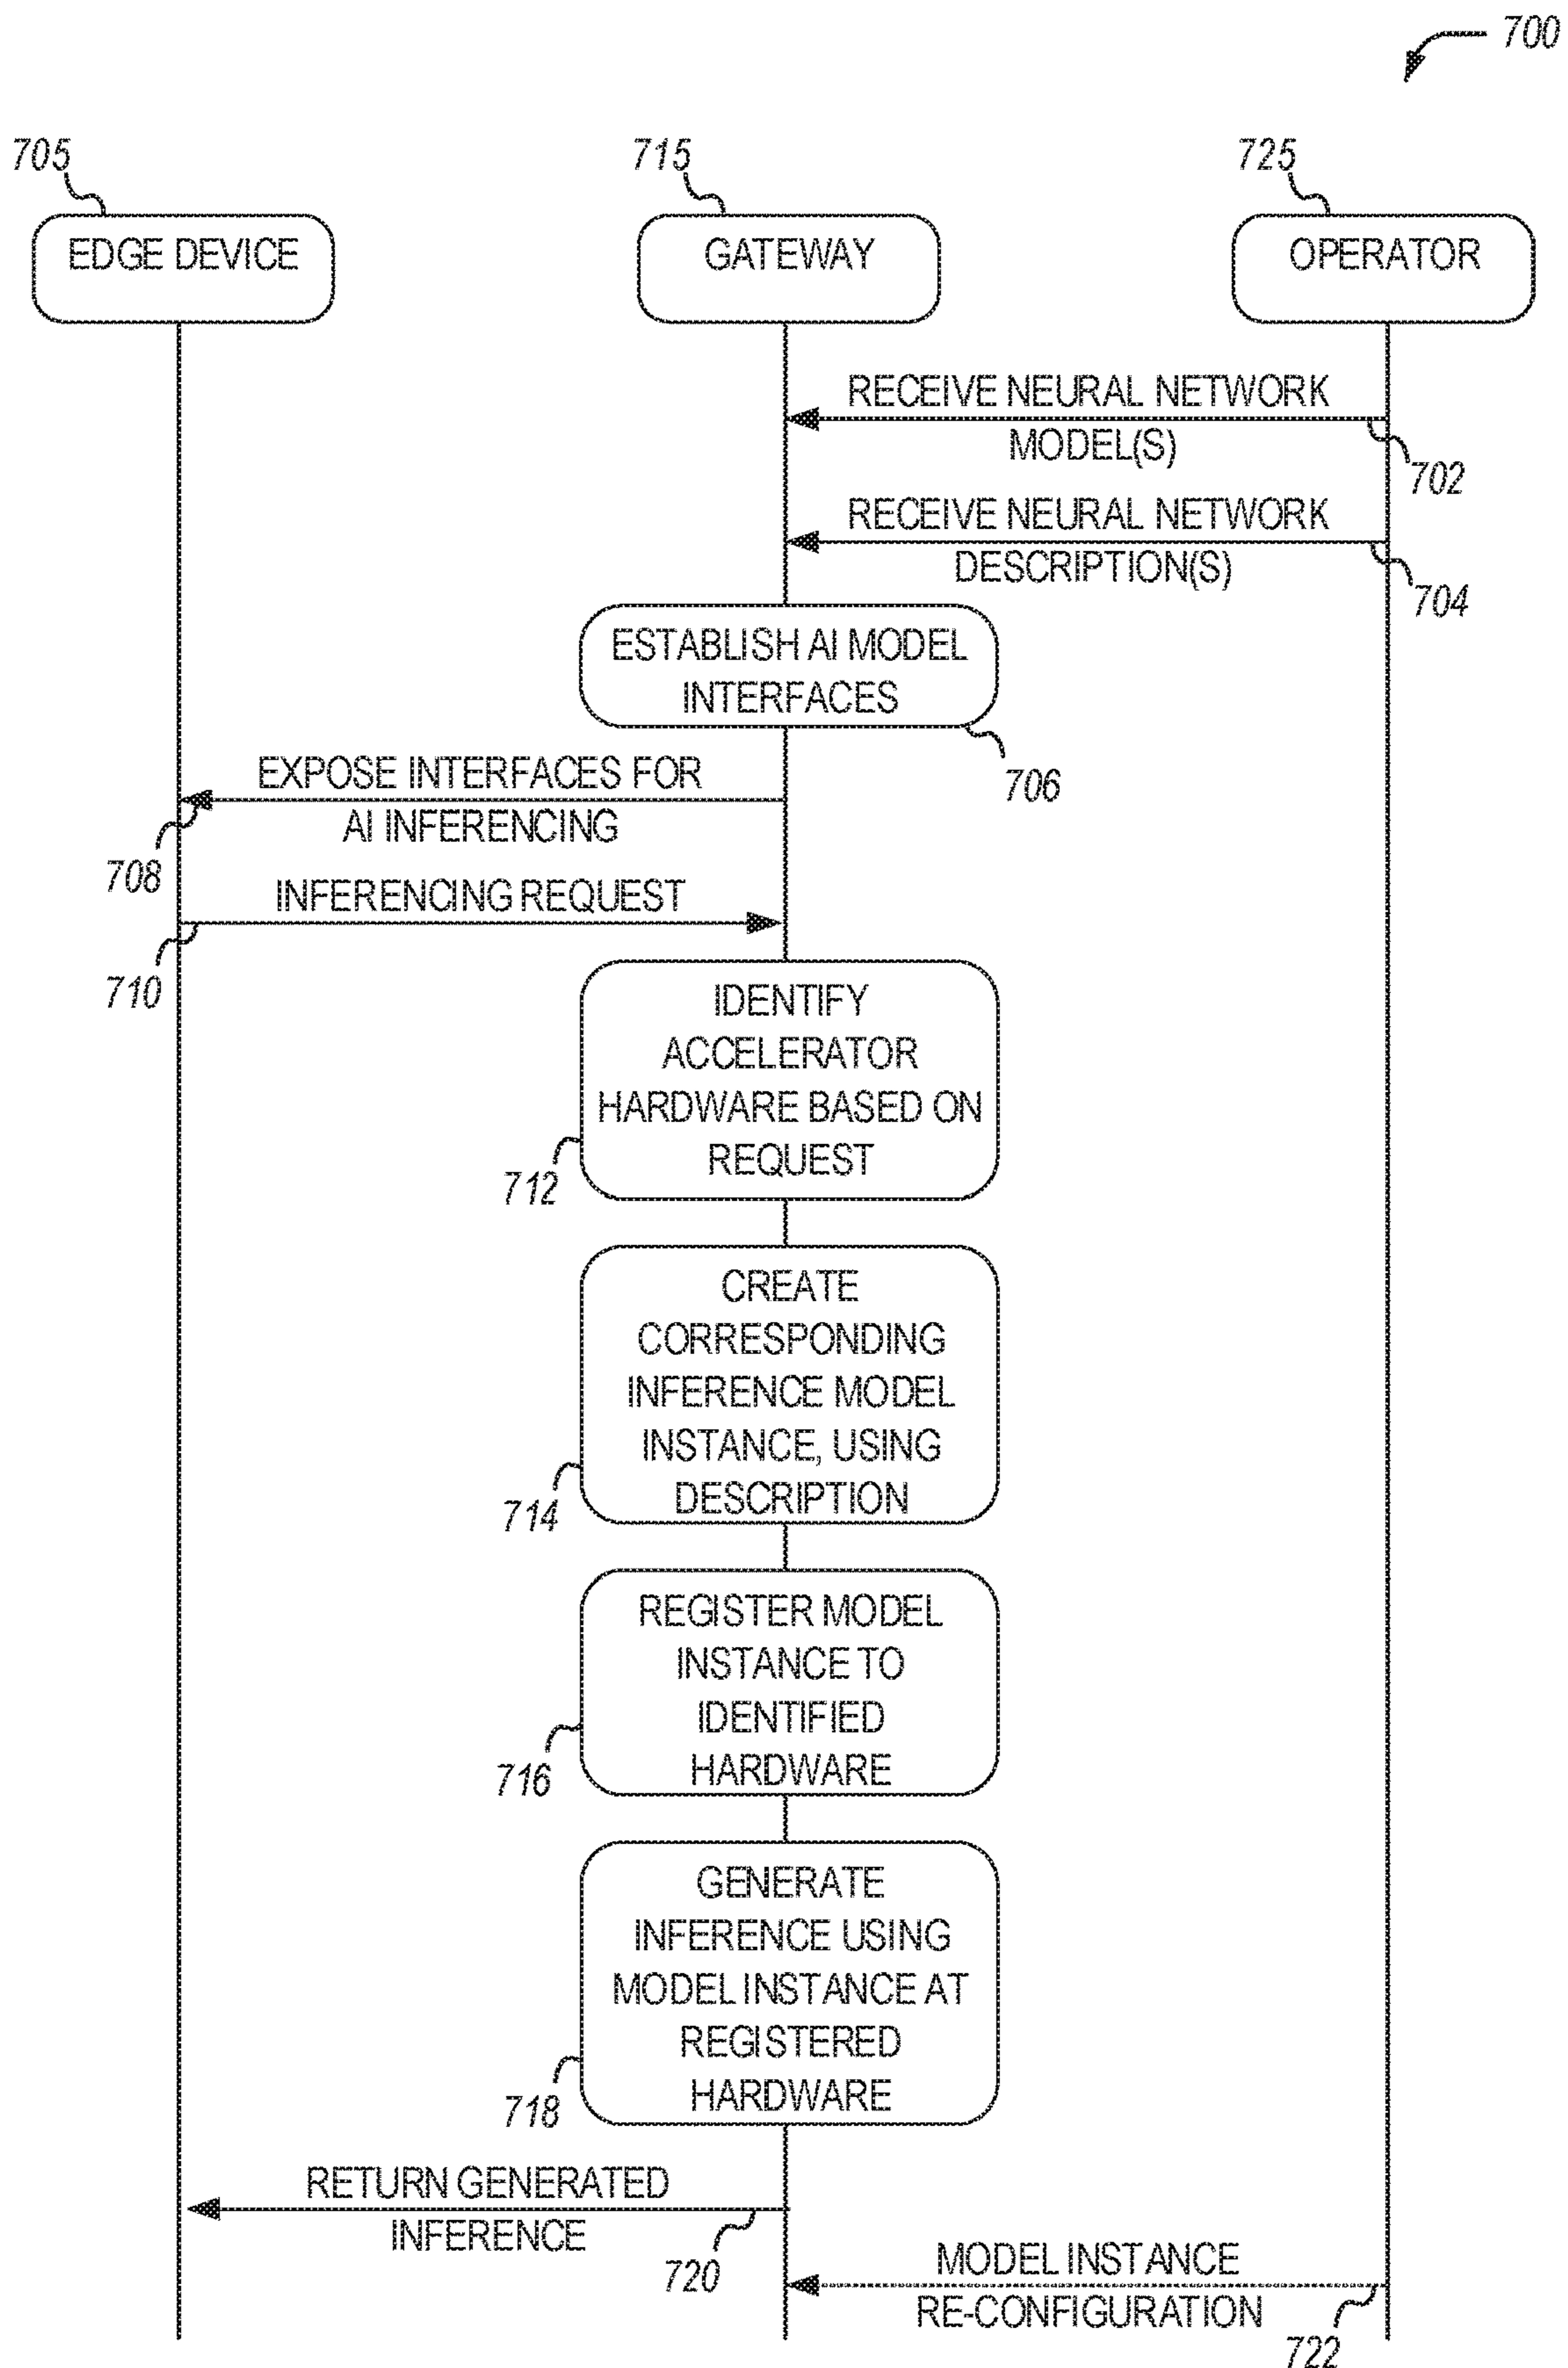 700
705
715
725
EDGE DEVICE
GATEWAY
OPERATOR
RECEIVE NEURAL NETWORK
MODEL(S)
702
RECEIVE NEURAL NETWORK
DESCRIPTION(S)
704
ESTABLISH AI MODEL
INTERFACES
706
EXPOSE INTERFACES FOR
AI INFERENCING
708
INFERENCING REQUEST
710
IDENTIFY
ACCELERATOR
HARDWARE BASED ON
REQUEST
712
CREATE
CORRESPONDING
INFERENCE MODEL
INSTANCE, USING
DESCRIPTION
714
REGISTER MODEL
INSTANCE TO
IDENTIFIED
HARDWARE
716
GENERATE
INFERENCE USING
MODEL INSTANCE AT
REGISTERED
HARDWARE
718
RETURN GENERATED
INFERENCE
720
MODEL INSTANCE
RE-CONFIGURATION
722